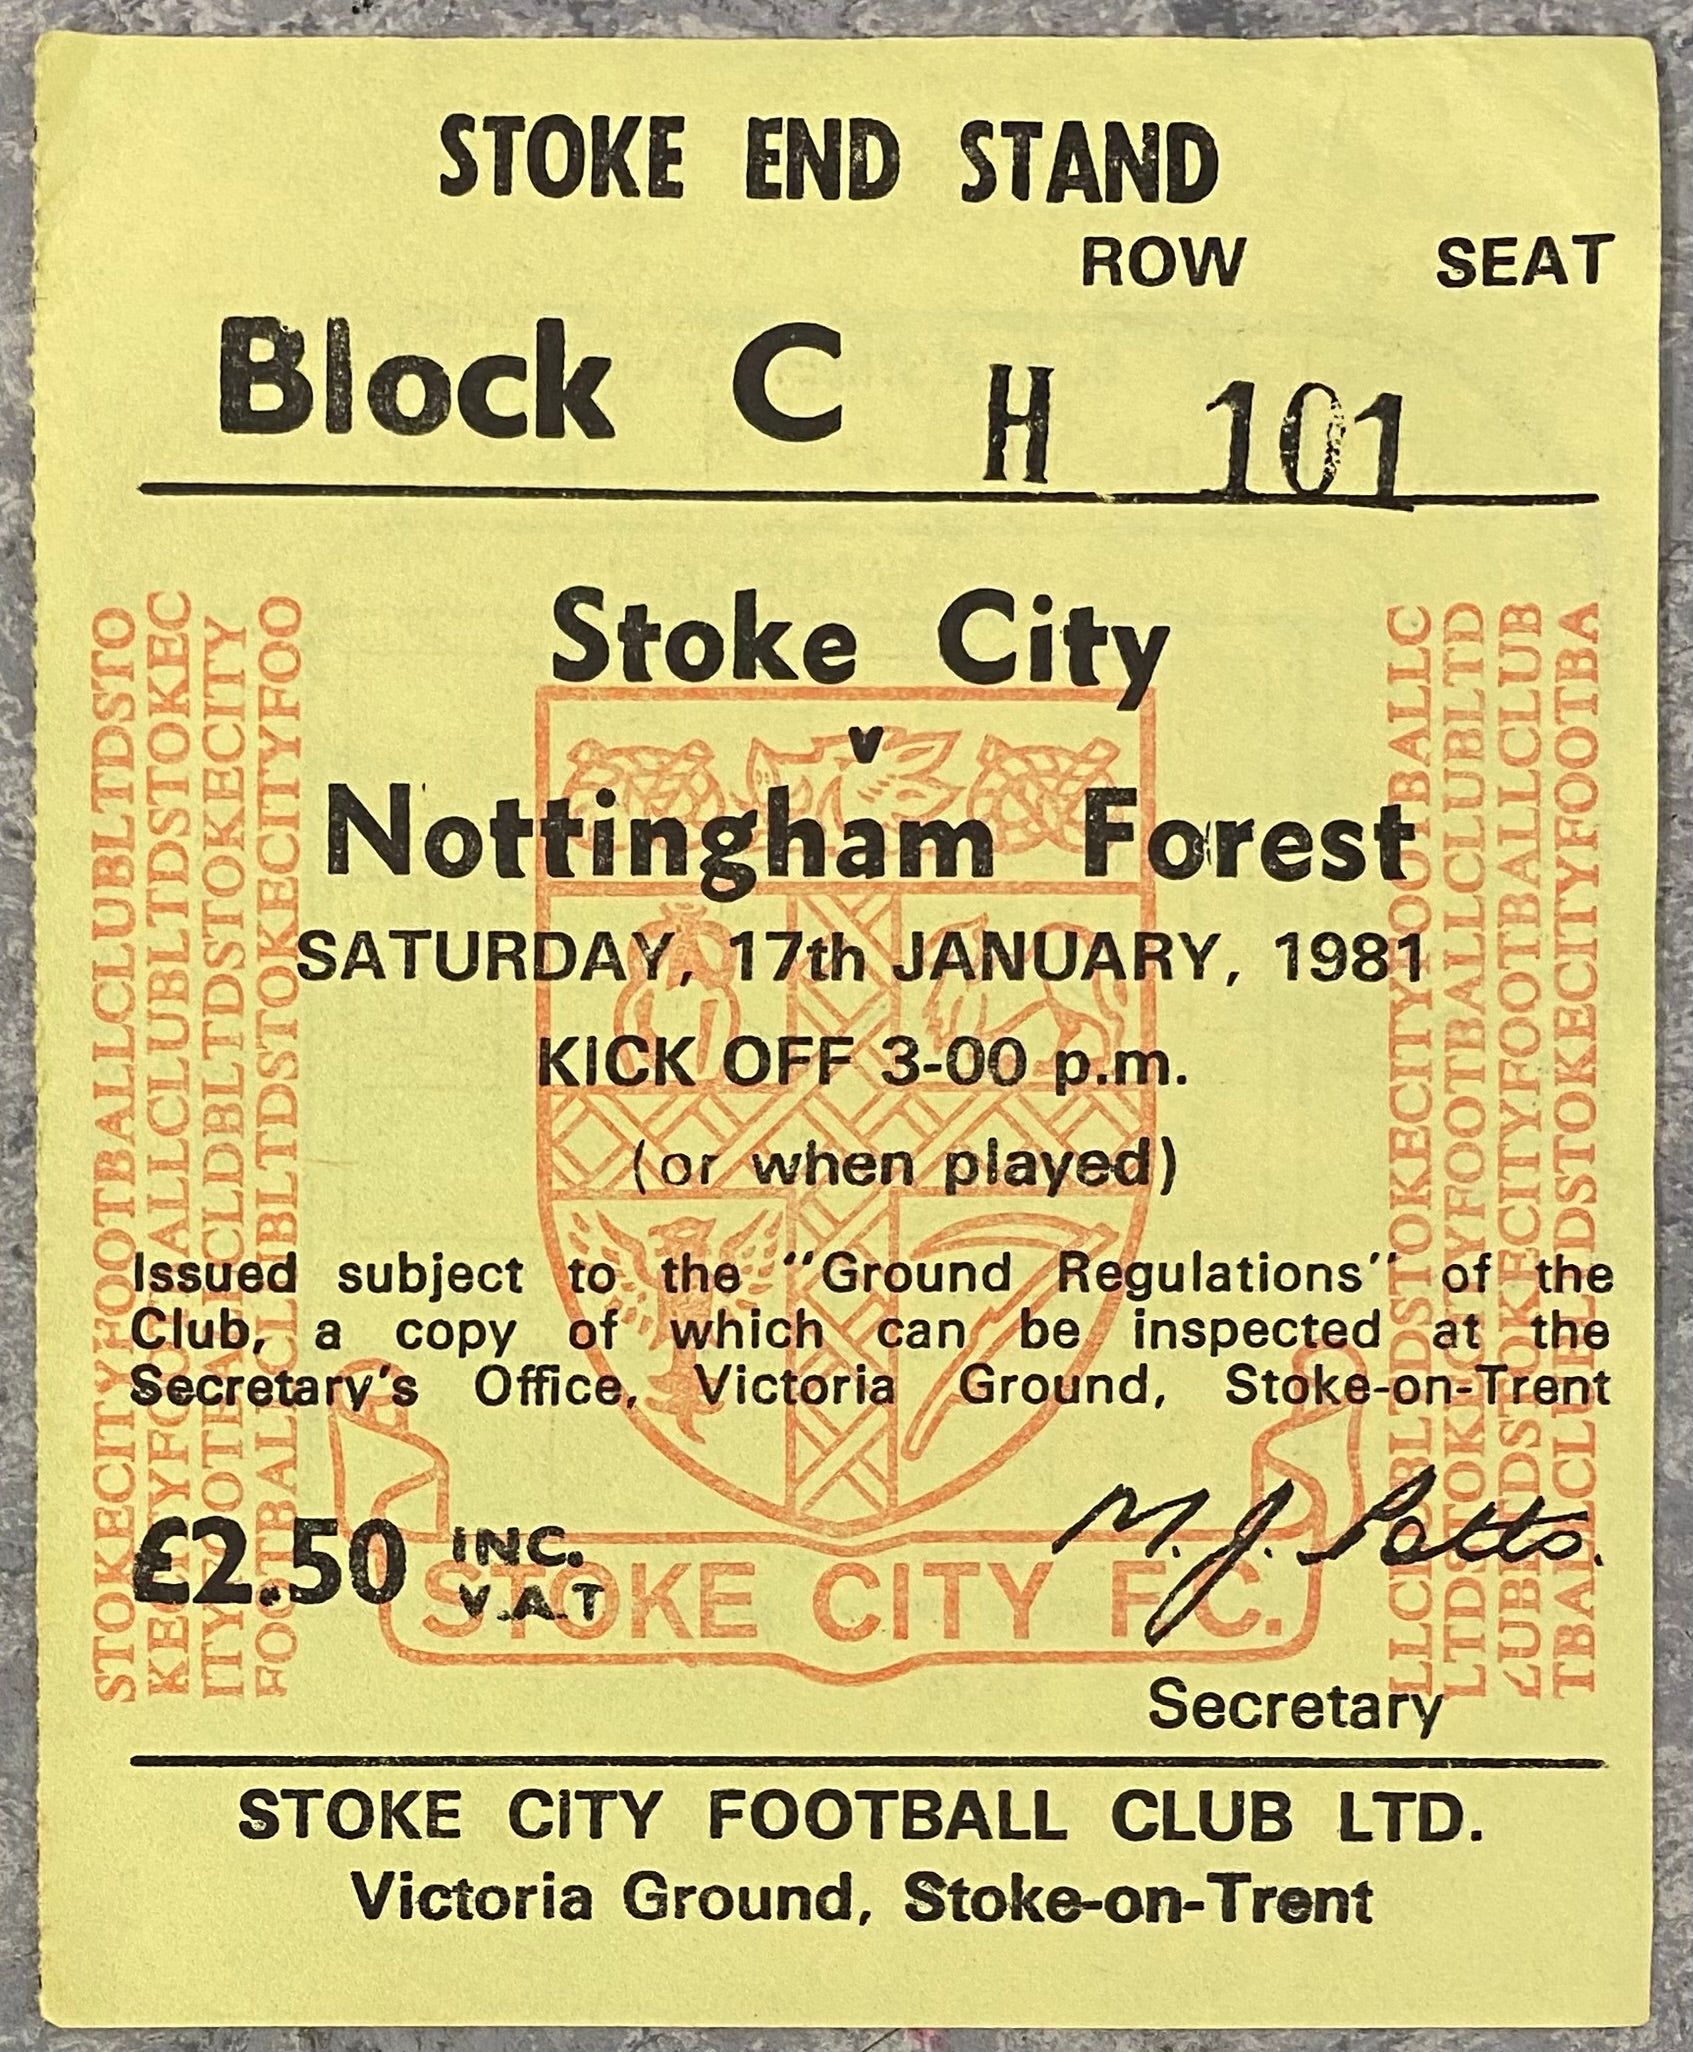 STOKE END STAND
ROW SEAT
Block C H 101
Stoke City
v
Nottingham Forest
SATURDAY, 17th JANUARY, 1981
KICK OFF 3-00 p.m.
(or when played)
Issued subject to the "Ground Regulations" of the
Club, a copy of which can be inspected at the
Secretary's Office, Victoria Ground, Stoke-on-Trent
£2.50 INC.
V.A.T
M. J. Potts.
STOKE CITY F.C.
Secretary
STOKE CITY FOOTBALL CLUB LTD.
Victoria Ground, Stoke-on-Trent